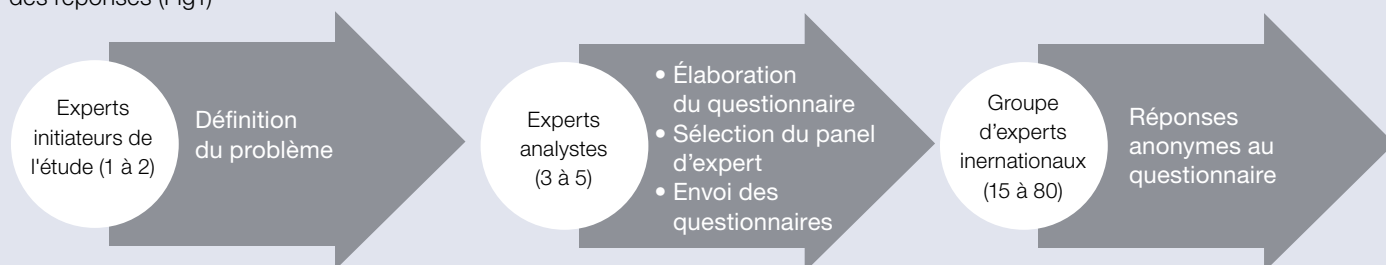 des réponses (Fig1)
Experts
initiateurs de
l'étude (1 à 2)
Définition
du problème
Experts
analystes
(3 à 5)
• Élaboration
du questionnaire
• Sélection du panel
d'expert
• Envoi des
questionnaires
Groupe
d'experts
inernationaux
(15 à 80)
Réponses
anonymes au
questionnaire